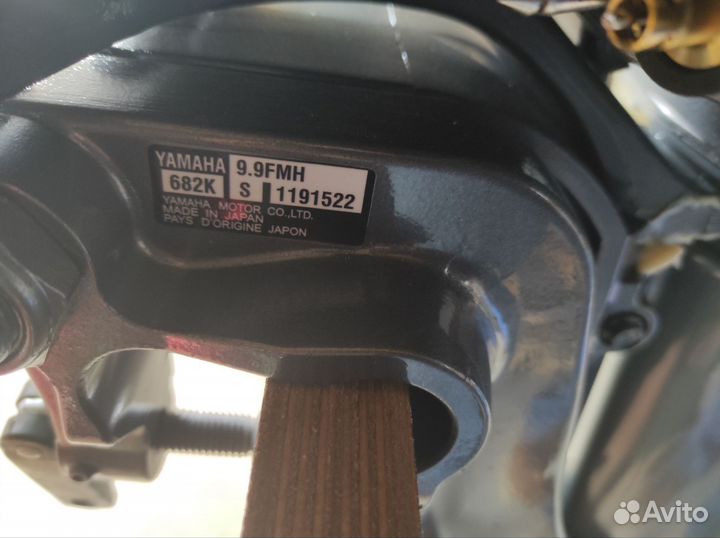 YAMAHA 9.9FMH
682K S 1191522
YAMAHA MOTOR CO.,LTD.
MADE IN JAPAN
PAYS D'ORIGINE JAPON
Avito